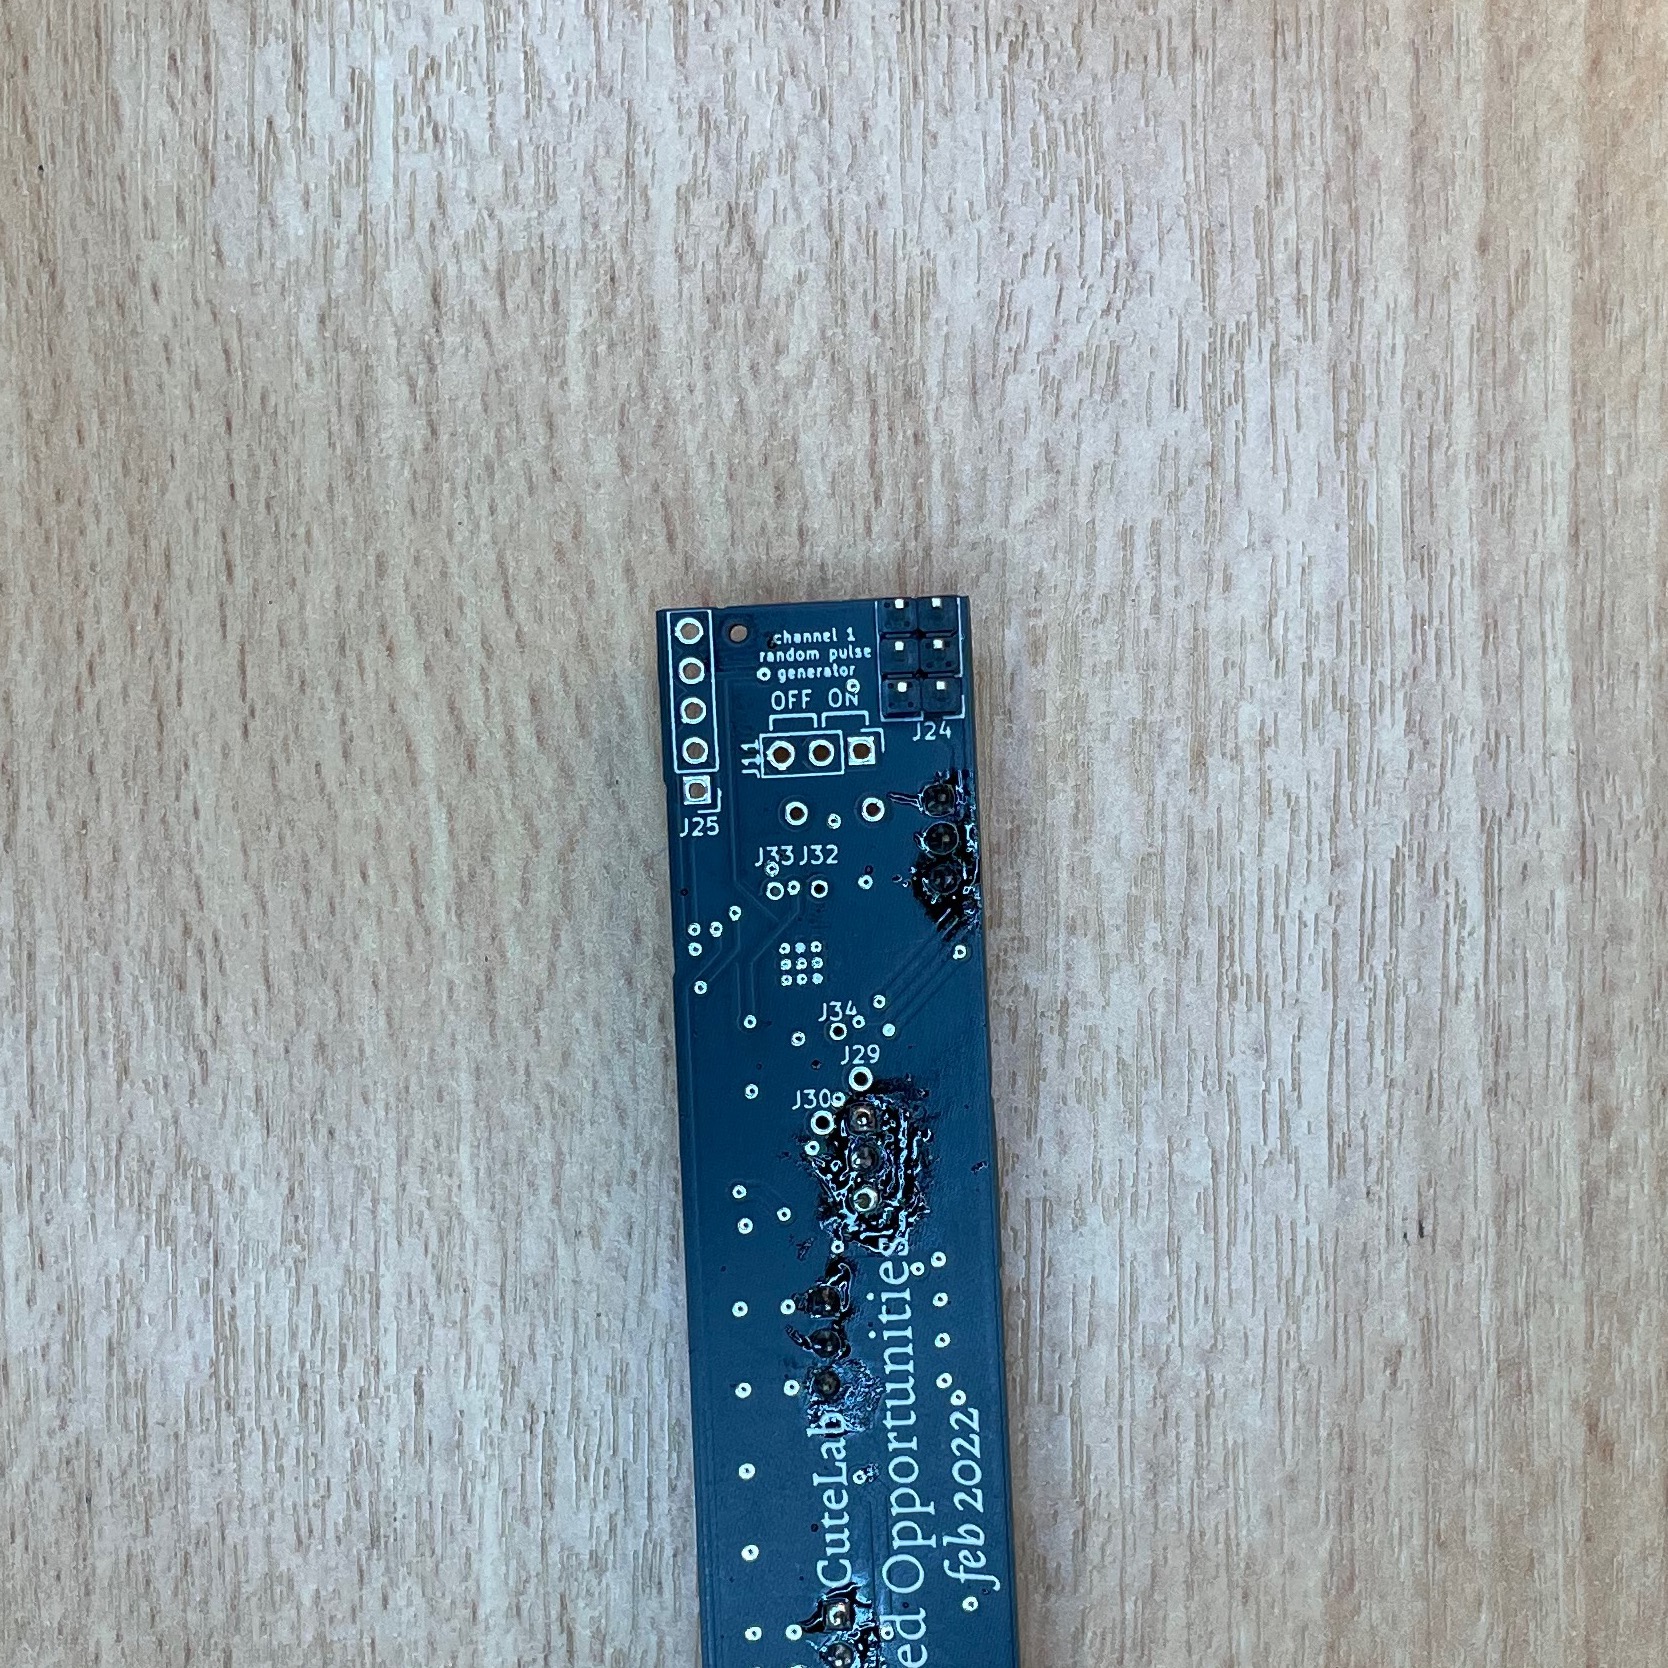 channel 1
random pulse
generator
OFF ON
J24
J11
J25
J33 J32
J34
J29
J30
CuteLab
ed Opportunities
feb 2022